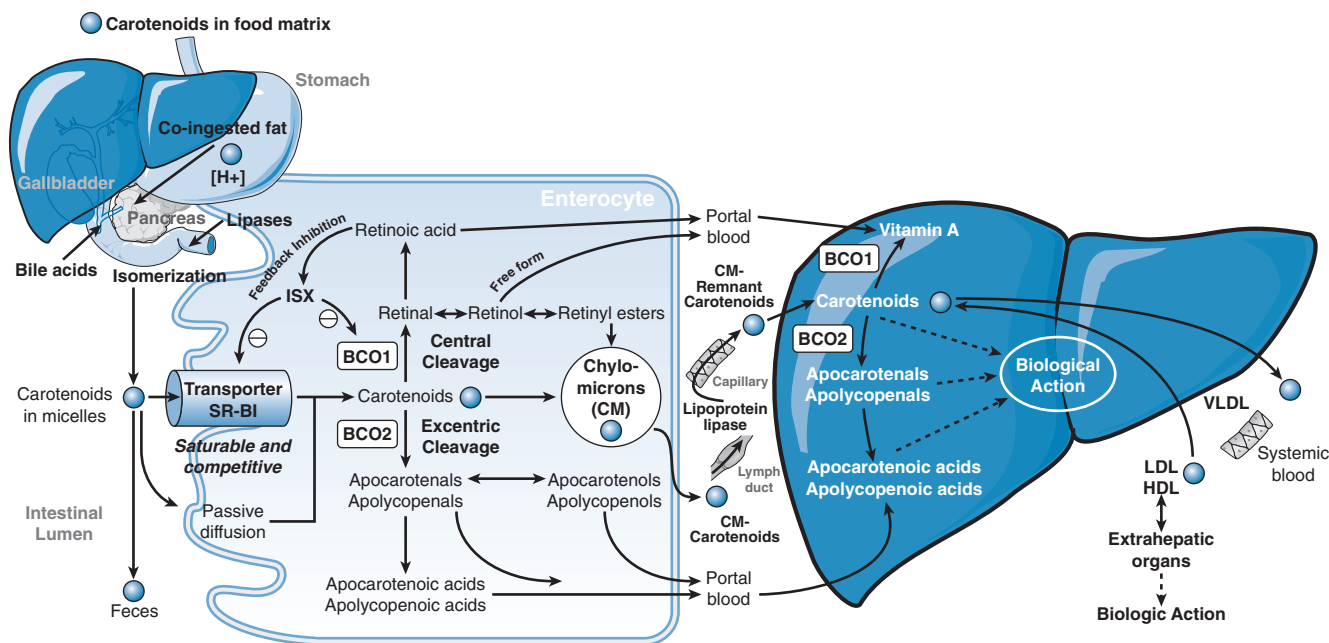 Carotenoids in food matrix
Stomach
Co-ingested fat
[H+]
Gallbladder
Pancreas
Lipases
Bile acids
Isomerization
Carotenoids
in micelles
Intestinal
Lumen
Feces
Enterocyte
Feedback Inhibition
Retinoic acid
ISX
Free form
Retinal
Retinol
Retinyl esters
BCO1
Central
Cleavage
Transporter
SR-BI
Saturable and
competitive
Carotenoids
Chylo-
microns
(CM)
BCO2
Excentric
Cleavage
Passive
diffusion
Apocarotenals
Apolycopenals
Apocarotenols
Apolycopenols
Apocarotenoic acids
Apolycopenoic acids
Portal
blood
CM-
Remnant
Carotenoids
Capillary
Lipoprotein
lipase
Lymph
duct
CM-
Carotenoids
Portal
blood
Vitamin A
BCO1
Carotenoids
BCO2
Apocarotenals
Apolycopenals
Biological
Action
Apocarotenoic acids
Apolycopenoic acids
VLDL
Systemic
blood
LDL
HDL
Extrahepatic
organs
Biologic Action